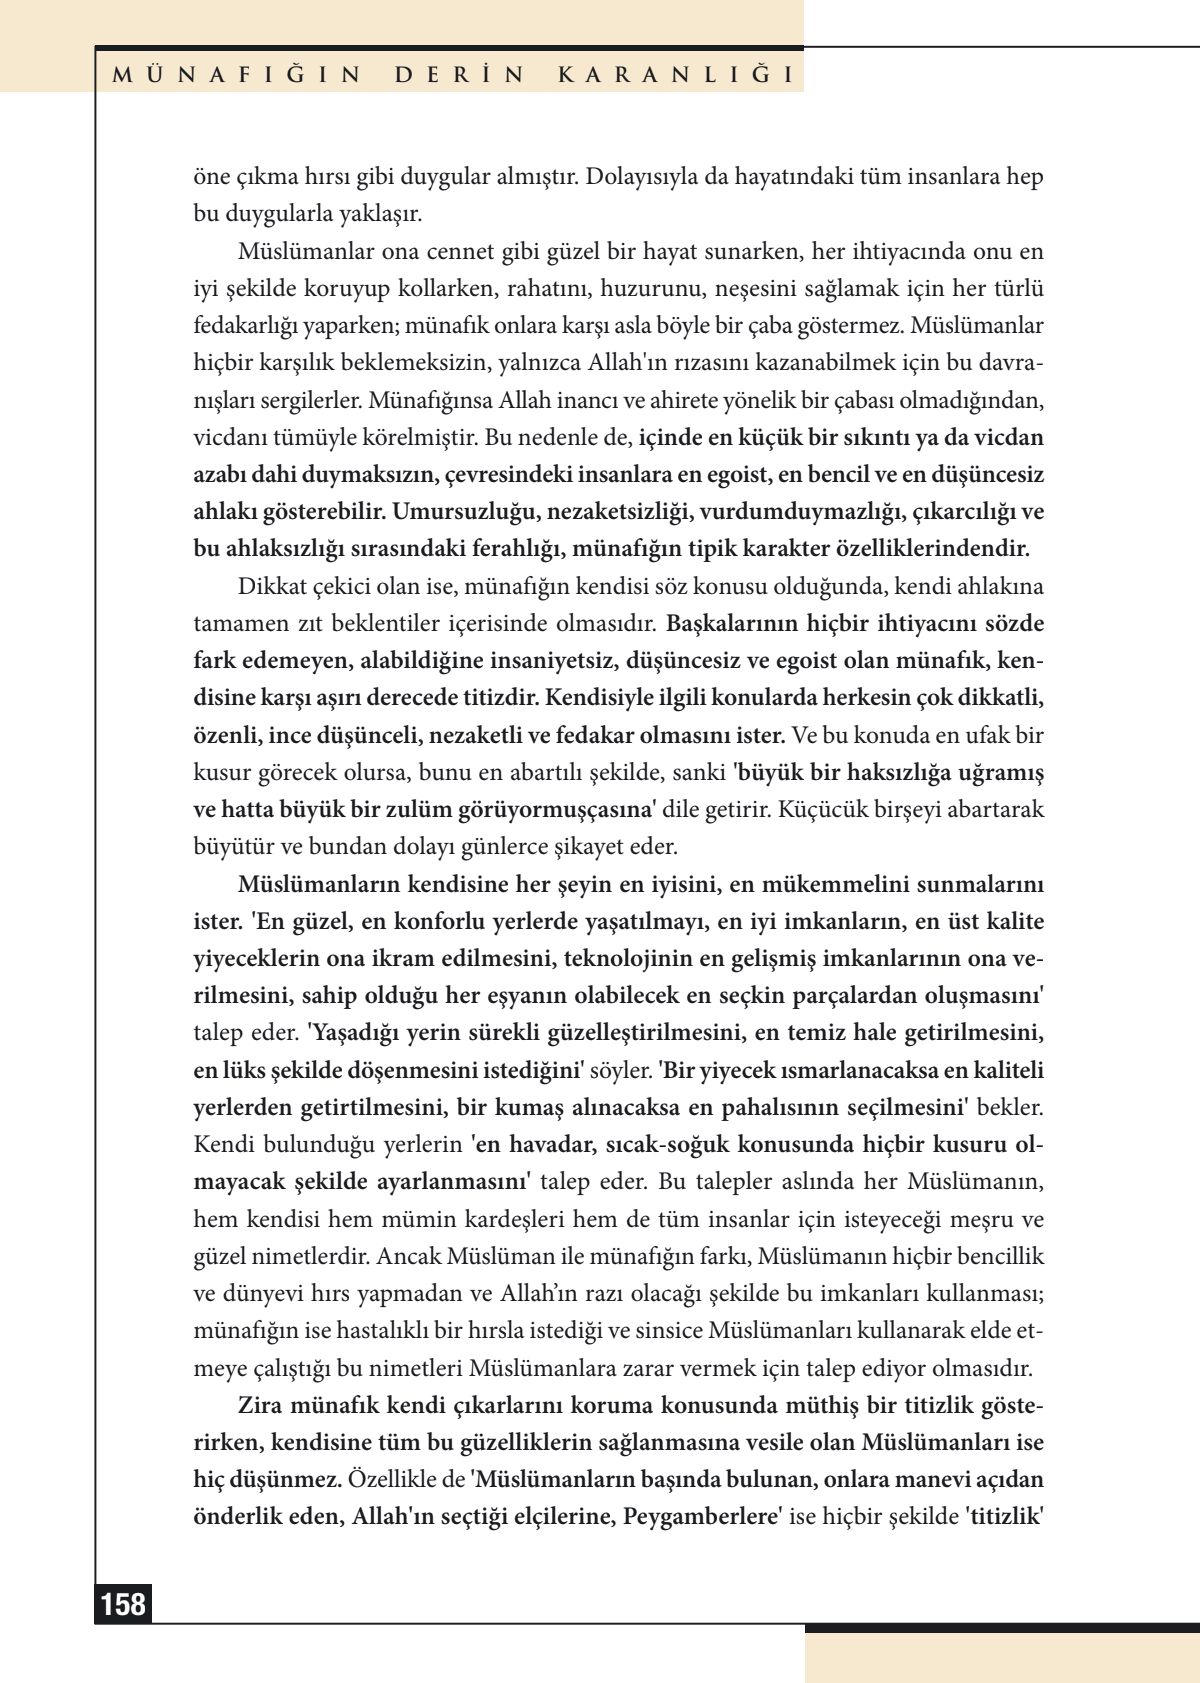 MÜNAFIĞIN DERİN KARANLIĞI
öne çıkma hırsı gibi duygular almıştır. Dolayısıyla da hayatındaki tüm insanlara hep
bu duygularla yaklaşır.
Müslümanlar ona cennet gibi güzel bir hayat sunarken, her ihtiyacında onu en
iyi şekilde koruyup kollarken, rahatını, huzurunu, neşesini sağlamak için her türlü
fedakarlığı yaparken; münafık onlara karşı asla böyle bir çaba göstermez. Müslümanlar
hiçbir karşılık beklemeksizin, yalnızca Allah'ın rızasını kazanabilmek için bu davra-
nışları sergilerler. Münafığınsa Allah inancı ve ahirete yönelik bir çabası olmadığından,
vicdanı tümüyle körelmiştir. Bu nedenle de, içinde en küçük bir sıkıntı ya da vicdan
azabı dahi duymaksızın, çevresindeki insanlara en egoist, en bencil ve en düşüncesiz
ahlakı gösterebilir. Umursuzluğu, nezaketsizliği, vurdumduymazlığı, çıkarcılığı ve
bu ahlaksızlığı sırasındaki ferahlığı, münafığın tipik karakter özelliklerindendir.
Dikkat çekici olan ise, münafığın kendisi söz konusu olduğunda, kendi ahlakına
tamamen zıt beklentiler içerisinde olmasıdır. Başkalarının hiçbir ihtiyacını sözde
fark edemeyen, alabildiğine insaniyetsiz, düşüncesiz ve egoist olan münafık, ken-
disine karşı aşırı derecede titizdir. Kendisiyle ilgili konularda herkesin çok dikkatli,
özenli, ince düşünceli, nezaketli ve fedakar olmasını ister. Ve bu konuda en ufak bir
kusur görecek olursa, bunu en abartılı şekilde, sanki 'büyük bir haksızlığa uğramış
ve hatta büyük bir zulüm görüyormuşçasına' dile getirir. Küçücük birşeyi abartarak
büyütür ve bundan dolayı günlerce şikayet eder.
Müslümanların kendisine her şeyin en iyisini, en mükemmelini sunmalarını
ister. 'En güzel, en konforlu yerlerde yaşatılmayı, en iyi imkanların, en üst kalite
yiyeceklerin ona ikram edilmesini, teknolojinin en gelişmiş imkanlarının ona ve-
rilmesini, sahip olduğu her eşyanın olabilecek en seçkin parçalardan oluşmasını'
talep eder. 'Yaşadığı yerin sürekli güzelleştirilmesini, en temiz hale getirilmesini,
en lüks şekilde döşenmesini istediğini' söyler. 'Bir yiyecek ısmarlanacaksa en kaliteli
yerlerden getirtilmesini, bir kumaş alınacaksa en pahalısının seçilmesini' bekler.
Kendi bulunduğu yerlerin 'en havadar, sıcak-soğuk konusunda hiçbir kusuru ol-
mayacak şekilde ayarlanmasını' talep eder. Bu talepler aslında her Müslümanın,
hem kendisi hem mümin kardeşleri hem de tüm insanlar için isteyeceği meşru ve
güzel nimetlerdir. Ancak Müslüman ile münafığın farkı, Müslümanın hiçbir bencillik
ve dünyevi hırs yapmadan ve Allah’ın razı olacağı şekilde bu imkanları kullanması;
münafığın ise hastalıklı bir hırsla istediği ve sinsice Müslümanları kullanarak elde et-
meye çalıştığı bu nimetleri Müslümanlara zarar vermek için talep ediyor olmasıdır.
Zira münafık kendi çıkarlarını koruma konusunda müthiş bir titizlik göste-
rirken, kendisine tüm bu güzelliklerin sağlanmasına vesile olan Müslümanları ise
hiç düşünmez. Özellikle de 'Müslümanların başında bulunan, onlara manevi açıdan
önderlik eden, Allah'ın seçtiği elçilerine, Peygamberlere' ise hiçbir şekilde 'titizlik'
158